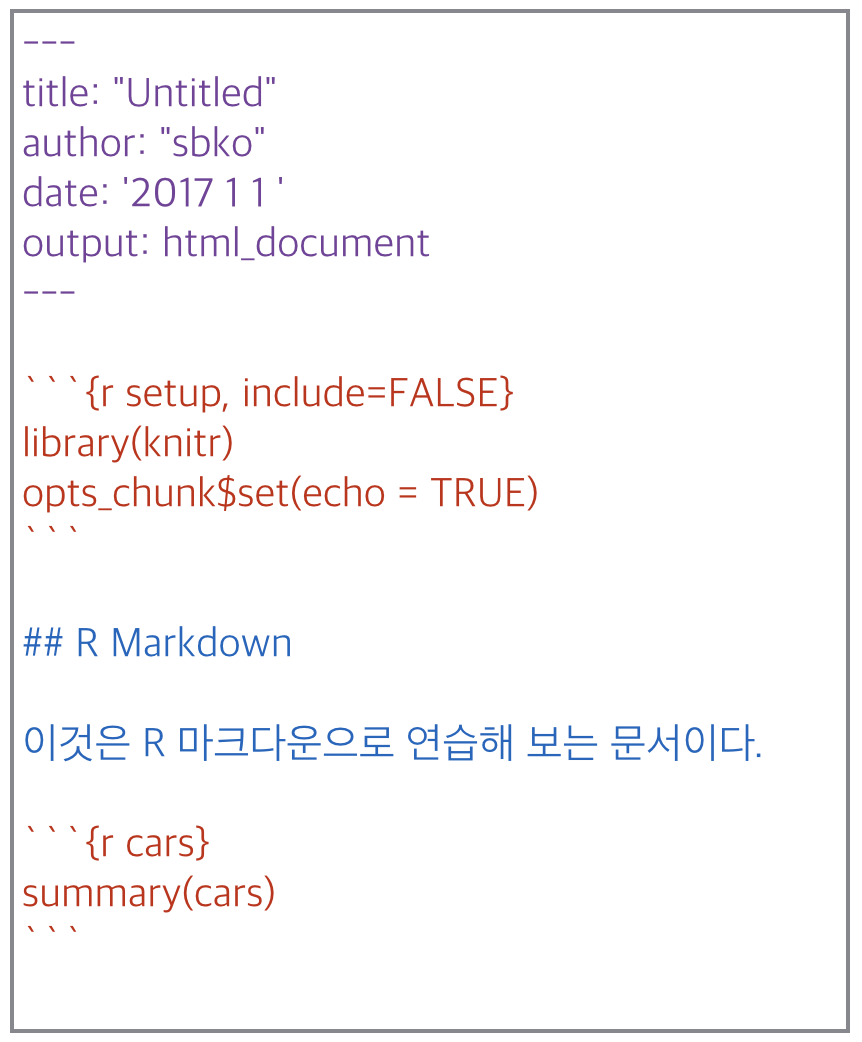 ---
title: "Untitled"
author: "sbko"
date: '2017 1 1 '
output: html_document
---
```{r setup, include=FALSE}
library(knitr)
opts_chunk$set(echo = TRUE)
```
## R Markdown
이것은 R 마크다운으로 연습해 보는 문서이다.
```{r cars}
summary(cars)
```